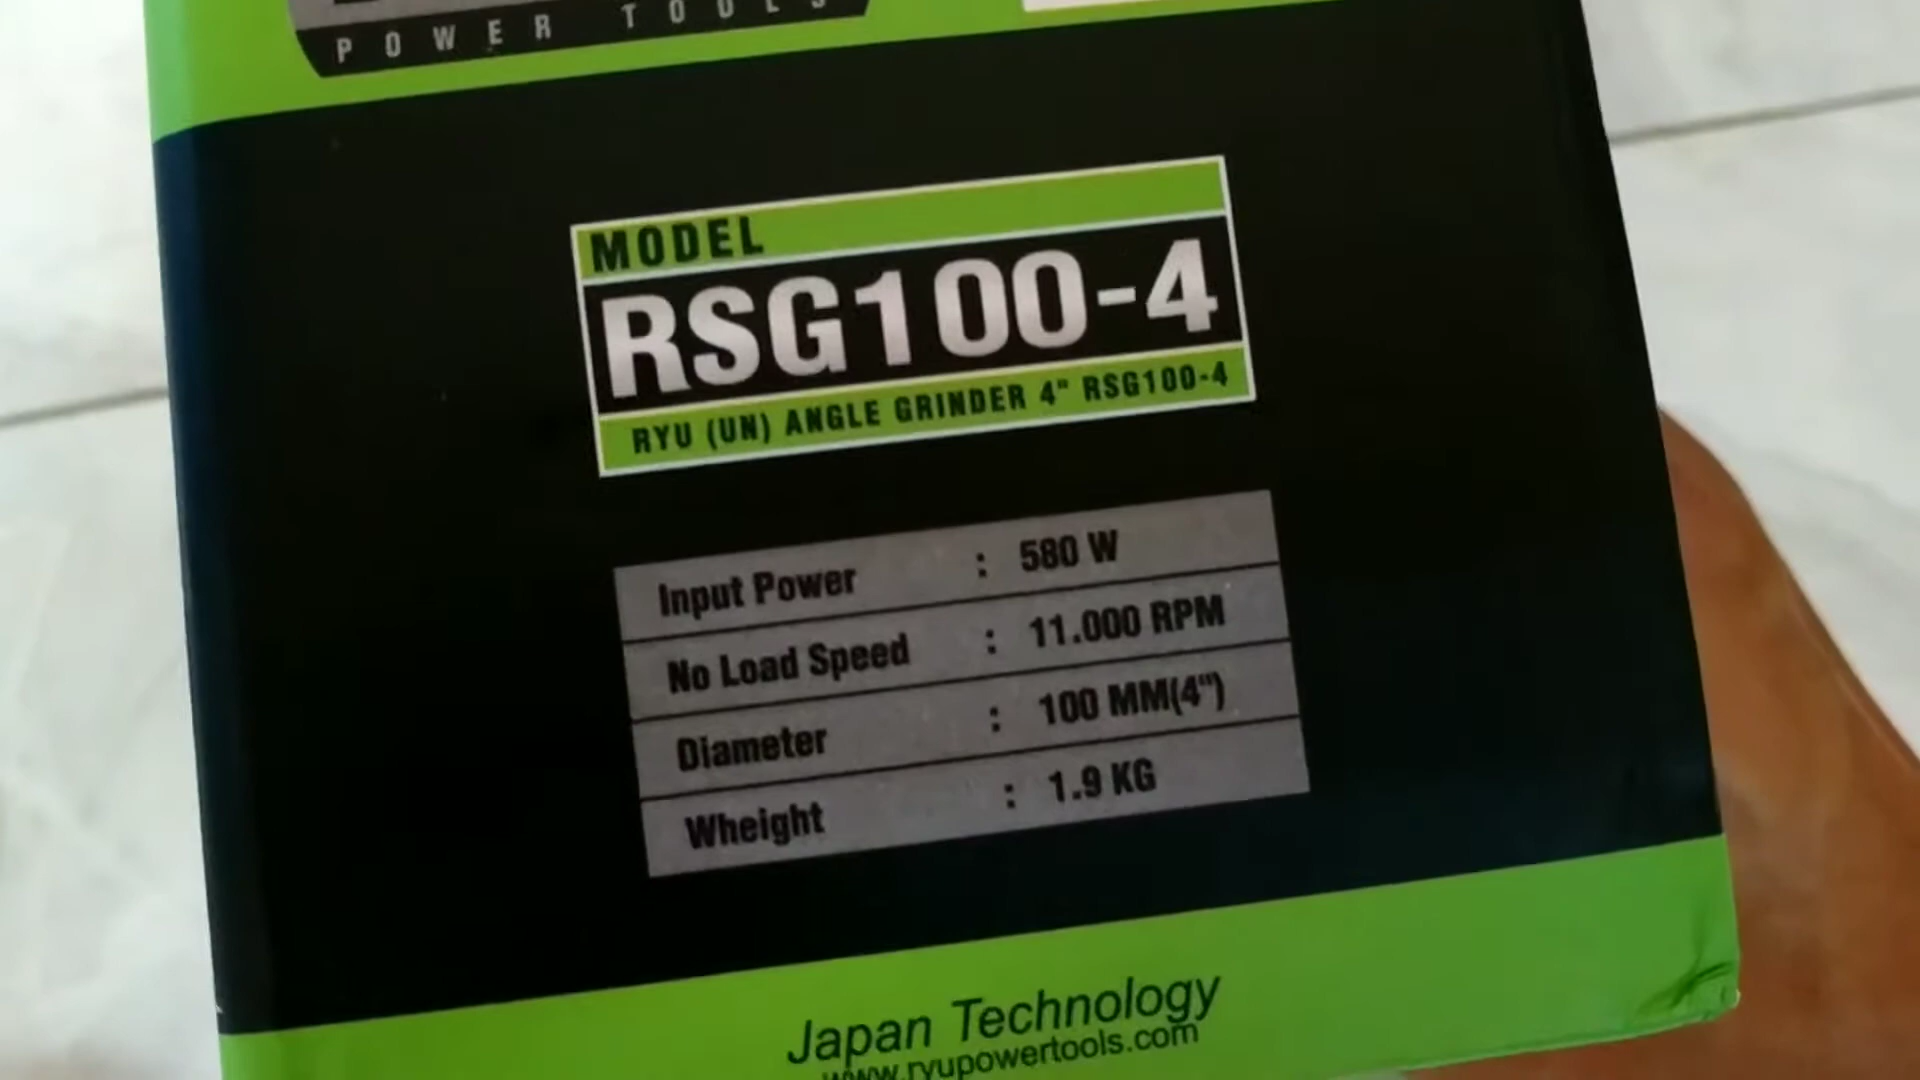 POWER TOOLS
MODEL
RSG100-4
RYU (UN) ANGLE GRINDER 4" RSG100-4
Input Power : 580 W
No Load Speed : 11.000 RPM
Diameter : 100 MM(4")
Wheight : 1.9 KG
Japan Technology
www.ryupowertools.com